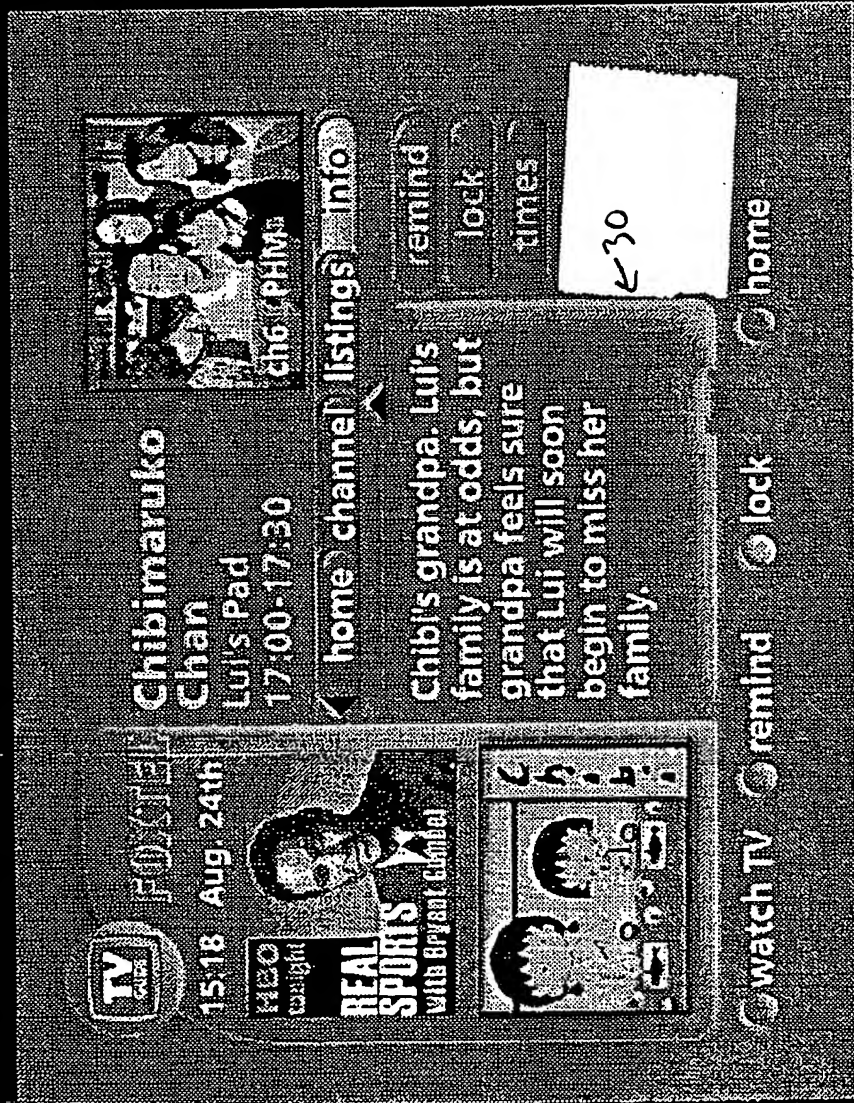 TV
GUIDE
FOXTEL
15:18 Aug. 24th
HBO
tonight
REAL
SPORTS
with Bryant Gumbel
Chibi
Chibimaruko
Chan
Lui's Pad
17:00-17:30
ch6
home channel listings info
Chibi's grandpa. Lui's
family is at odds, but
grandpa feels sure
that Lui will soon
begin to miss her
family.
remind
lock
times
←30
watch TV remind lock home